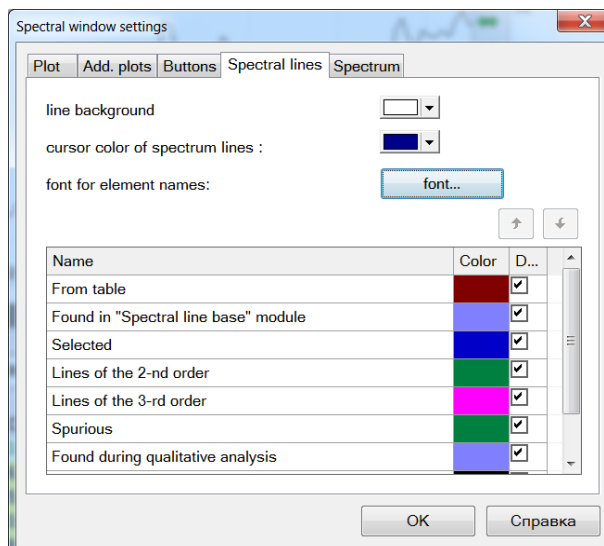 Spectral window settings
Plot Add. plots Buttons Spectral lines Spectrum
line background
cursor color of spectrum lines :
font for element names: font...
Name Color D...
From table
Found in "Spectral line base" module
Selected
Lines of the 2-nd order
Lines of the 3-rd order
Spurious
Found during qualitative analysis
OK Справка